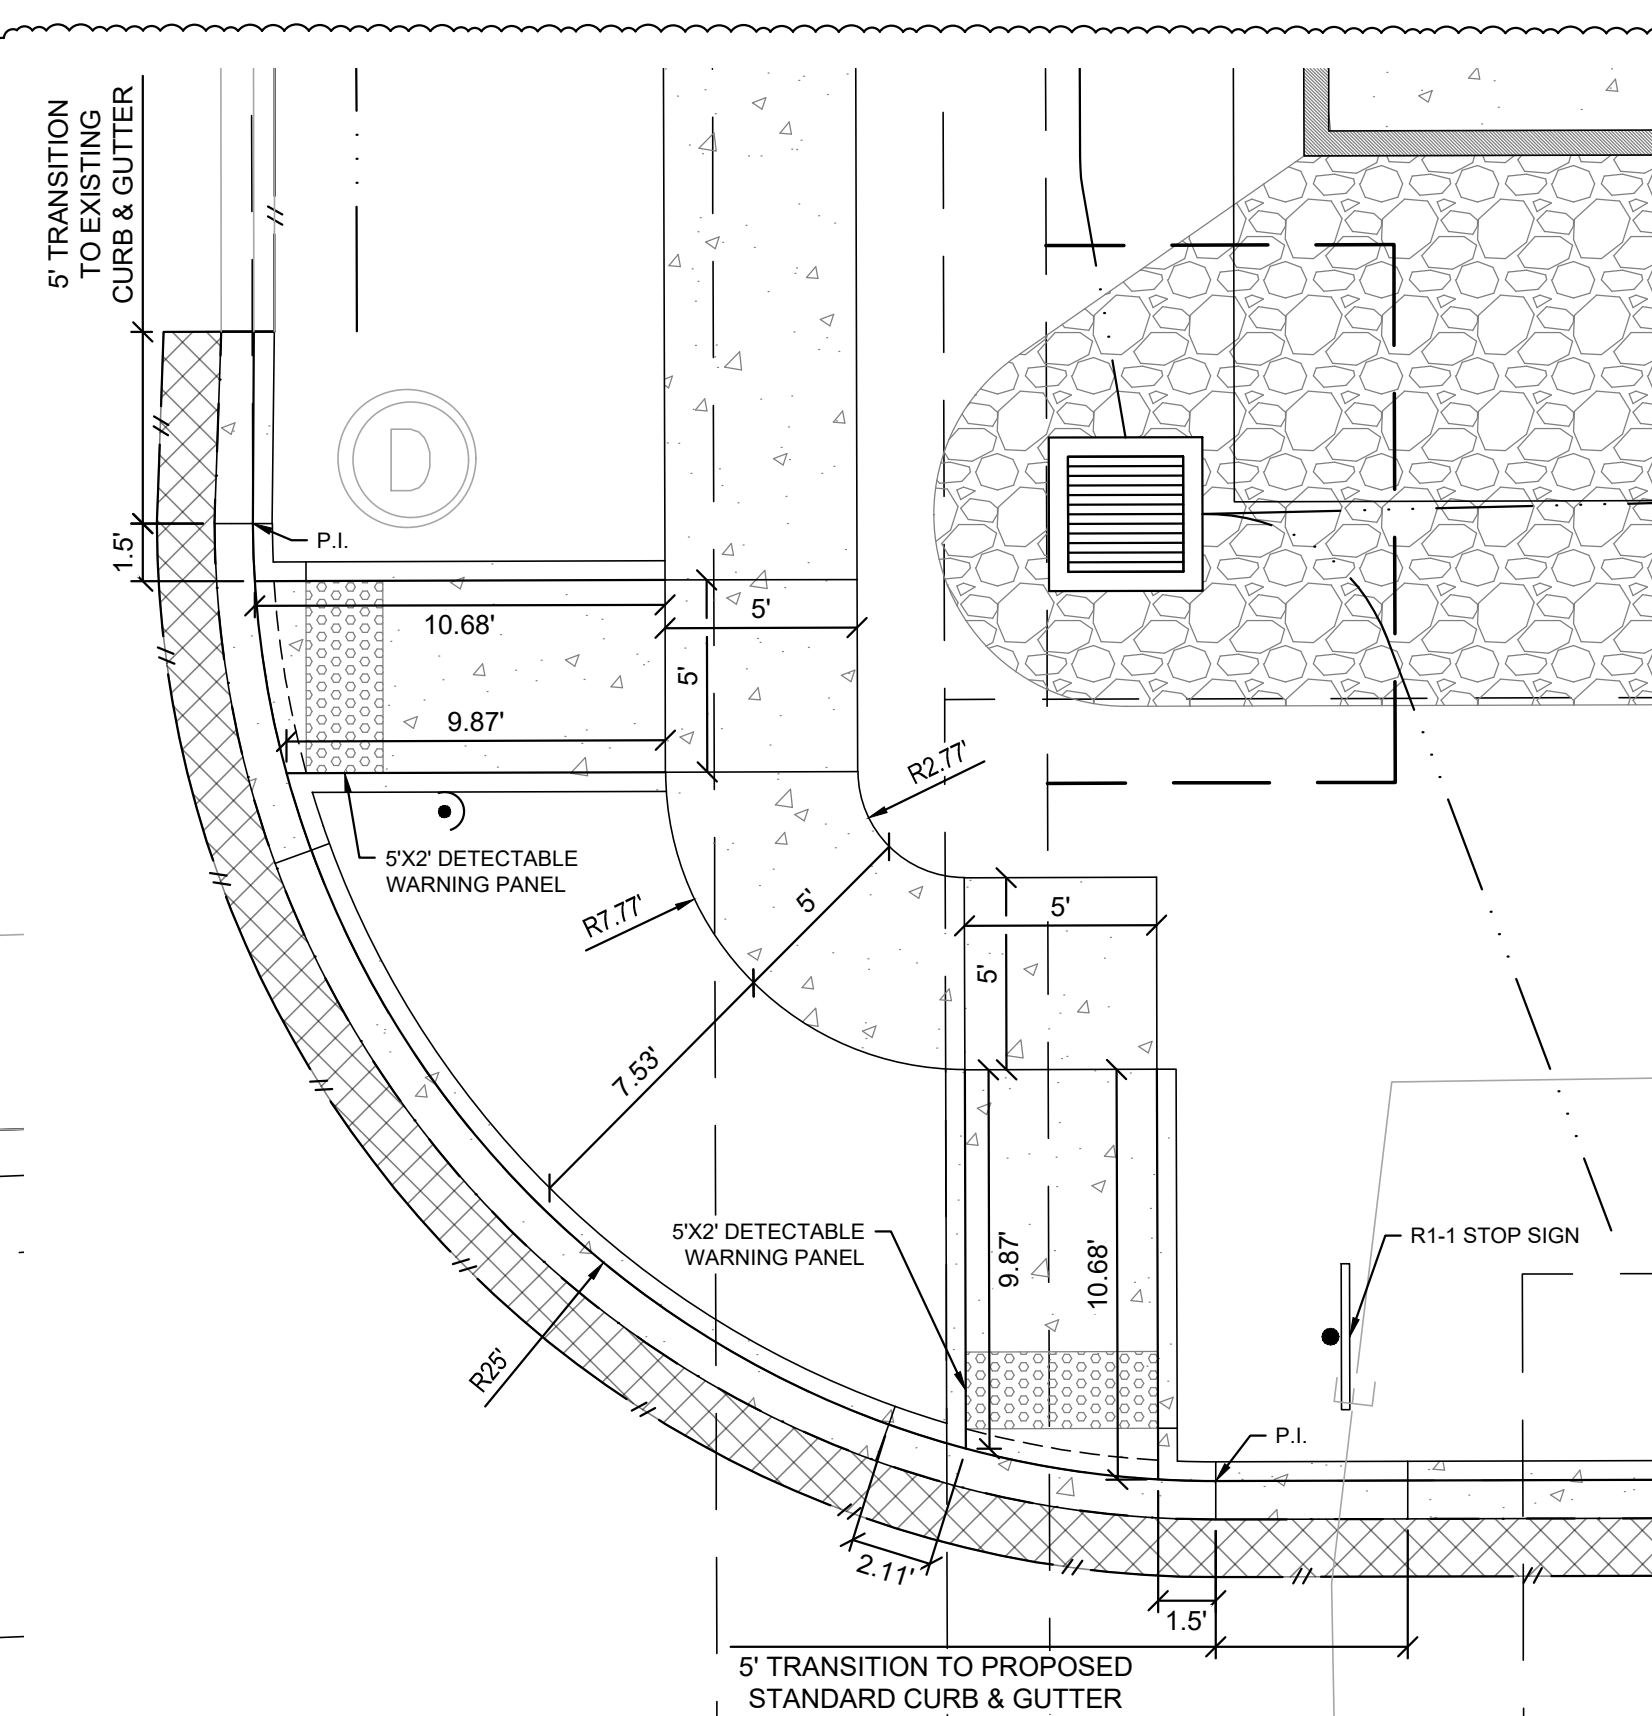 5' TRANSITION
TO EXISTING
CURB & GUTTER
D
P.I.
1.5'
10.68'
5'
5'
9.87'
R2.77'
5'X2' DETECTABLE
WARNING PANEL
R7.77'
5'
5'
5'
7.53'
5'X2' DETECTABLE
WARNING PANEL
9.87'
10.68'
R1-1 STOP SIGN
R25'
P.I.
2.11'
1.5'
5' TRANSITION TO PROPOSED
STANDARD CURB & GUTTER